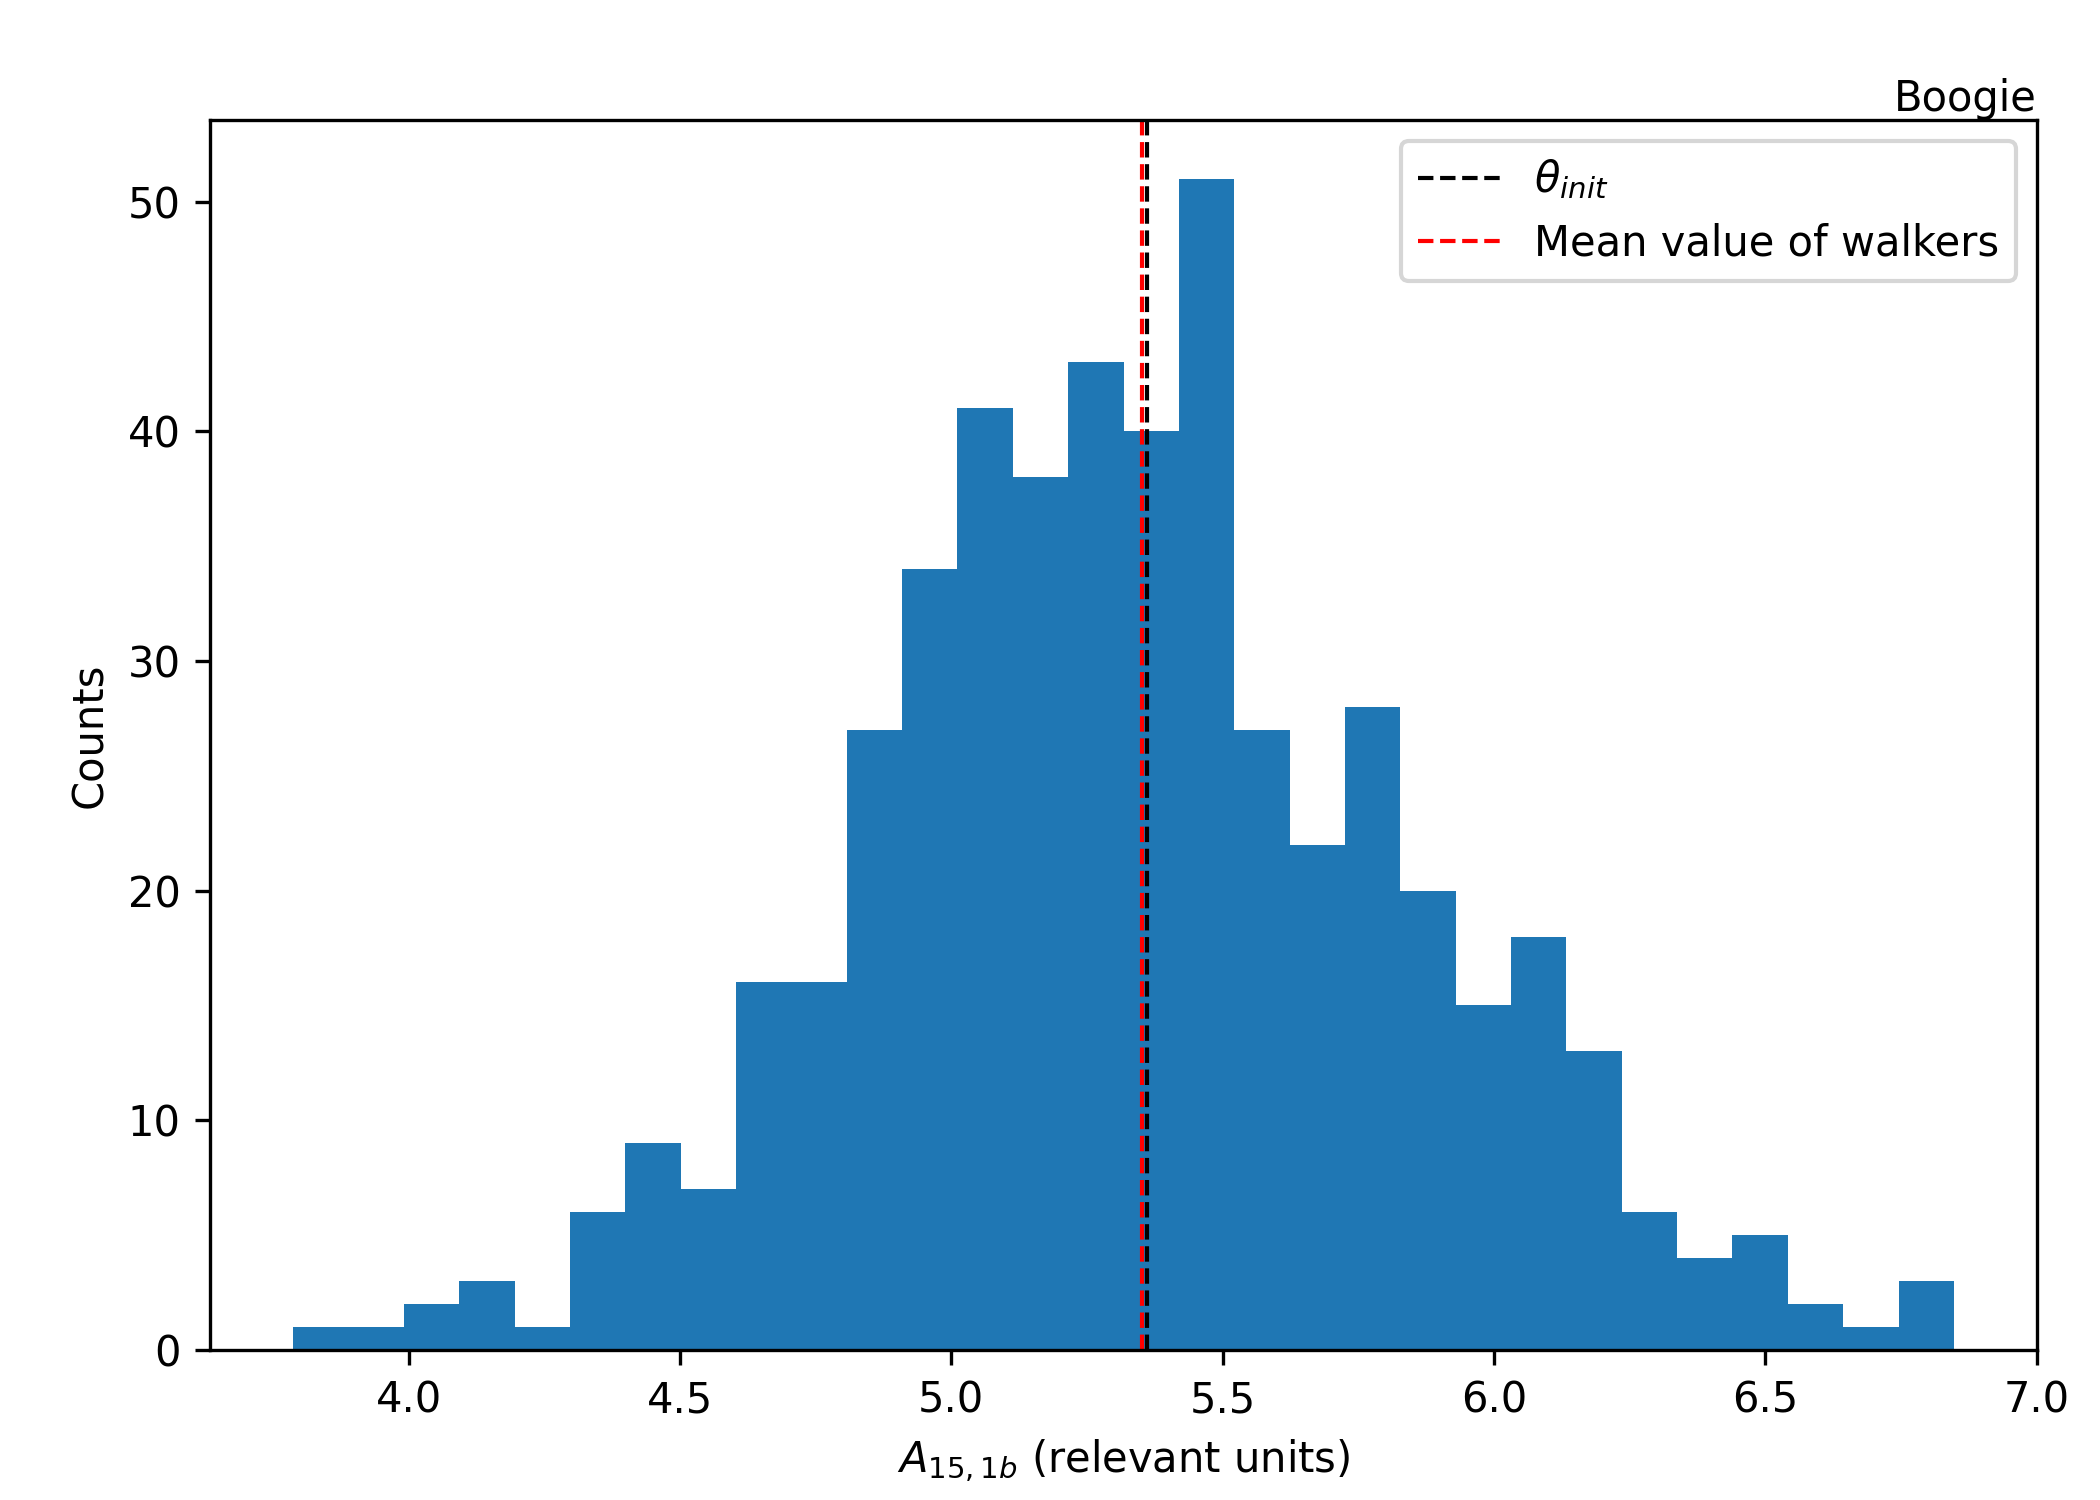 Boogie
θinit
Mean value of walkers
50
40
30
20
10
0
Counts
4.0 4.5 5.0 5.5 6.0 6.5 7.0
A15, 1b (relevant units)